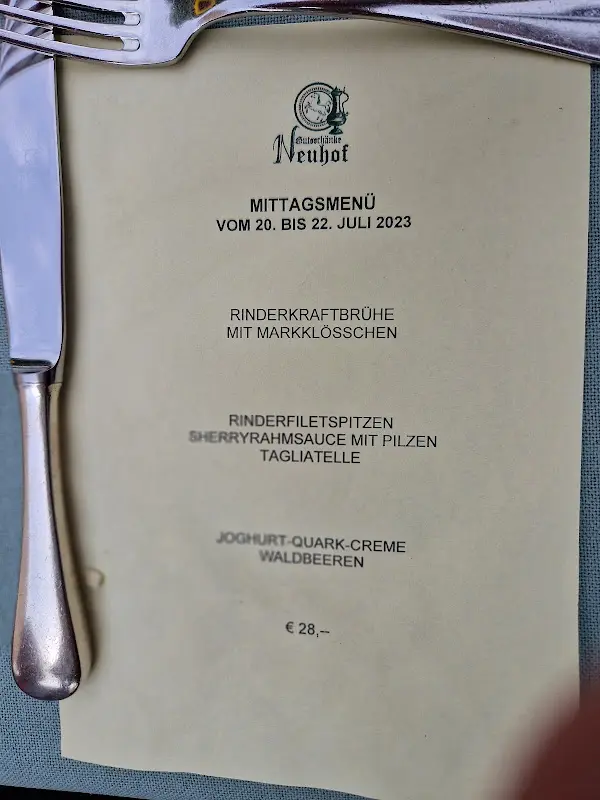 Gutsschänke
Neuhof
MITTAGSMENÜ
VOM 20. BIS 22. JULI 2023
RINDERKRAFTBRÜHE
MIT MARKKLÖSSCHEN
RINDERFILETSPITZEN
SHERRYRAHMSAUCE MIT PILZEN
TAGLIATELLE
JOGHURT-QUARK-CREME
WALDBEEREN
€ 28,--